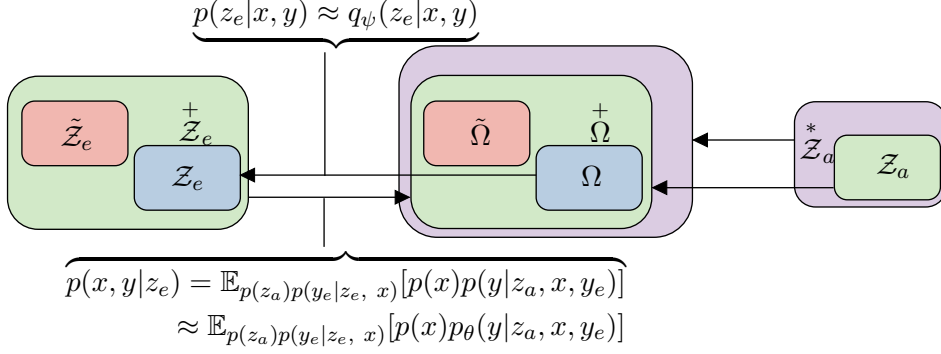 p(z_e|x, y) ≈ q_ψ(z_e|x, y)
𝒵̃_e
𝒵⁺_e
𝒵_e
Ω̃
Ω⁺
Ω
𝒵*_a
𝒵_a
p(x, y|z_e) = 𝔼_{p(z_a)p(y_e|z_e, x)}[p(x)p(y|z_a, x, y_e)]
≈ 𝔼_{p(z_a)p(y_e|z_e, x)}[p(x)p_θ(y|z_a, x, y_e)]